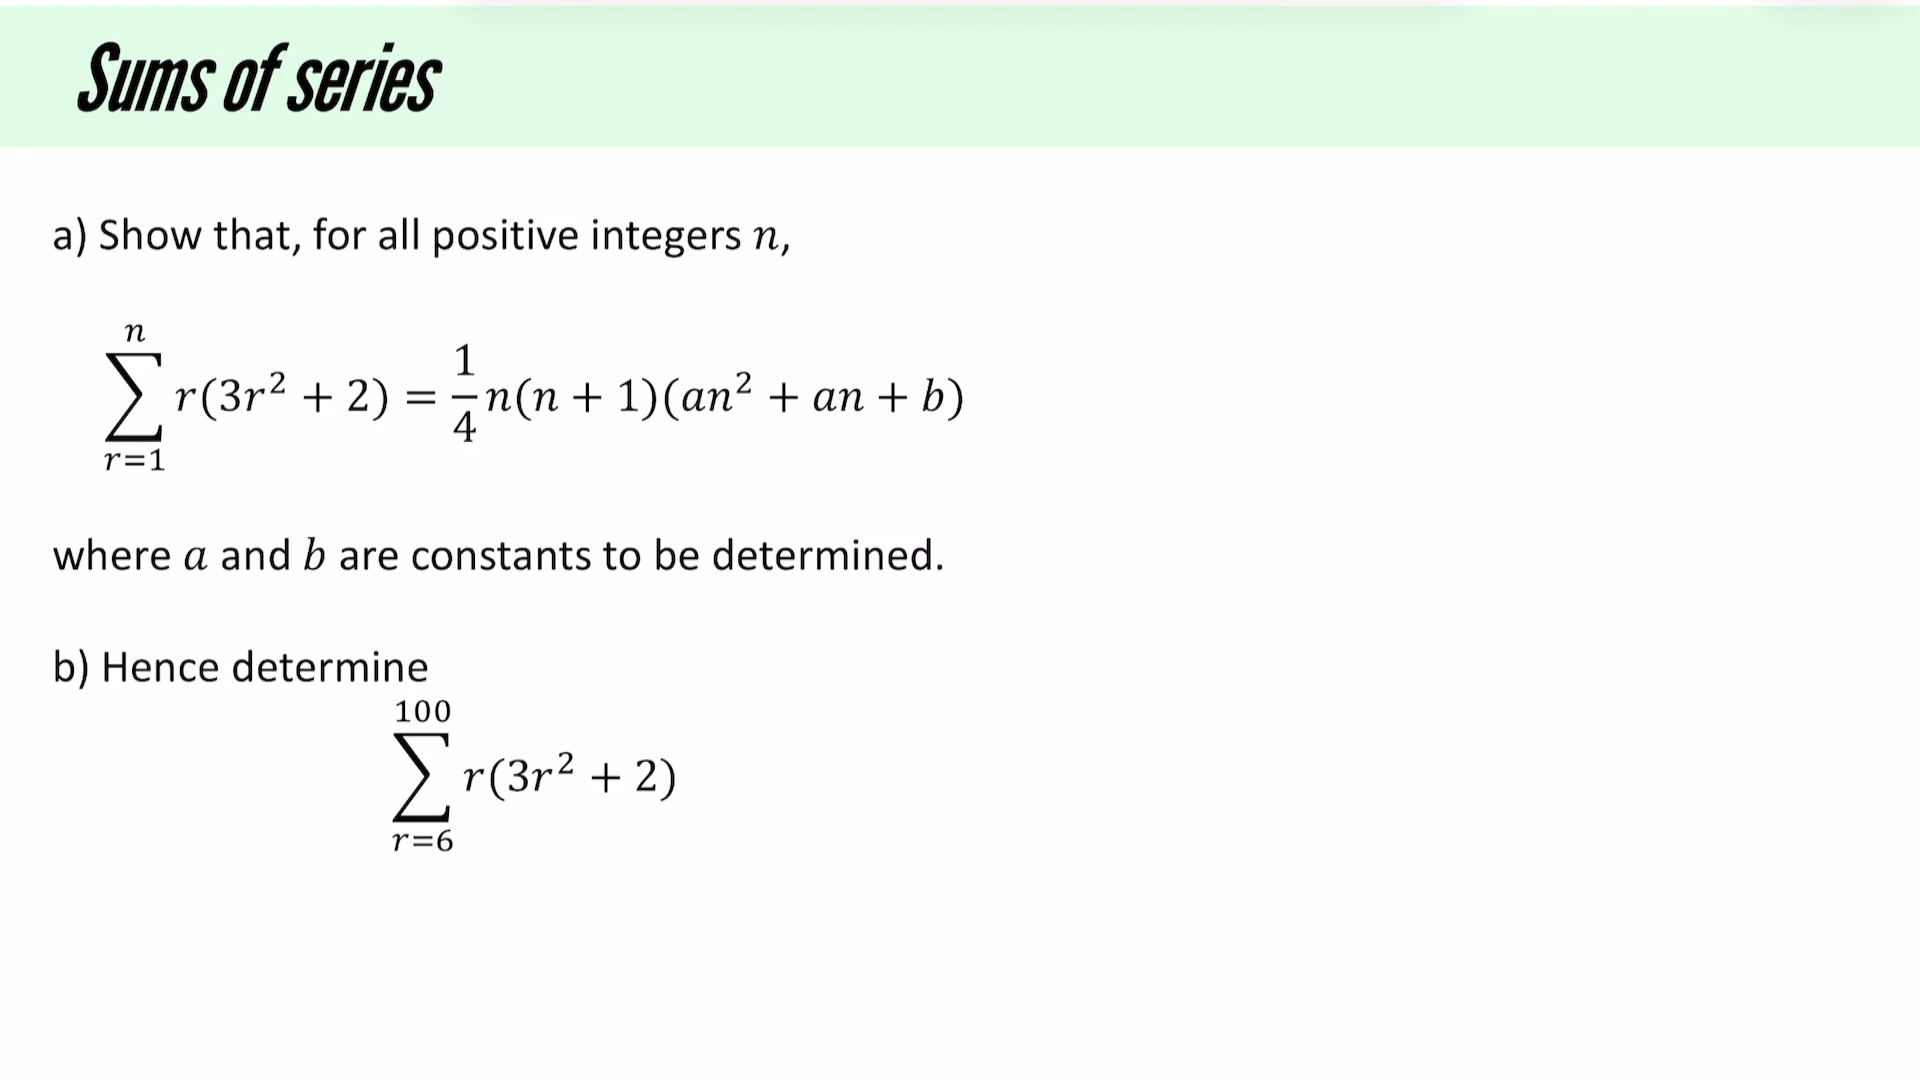 Sums of series
a) Show that, for all positive integers n,
n
∑ r(3r² + 2) = 1/4 n(n + 1)(an² + an + b)
r=1
where a and b are constants to be determined.
b) Hence determine
100
∑ r(3r² + 2)
r=6